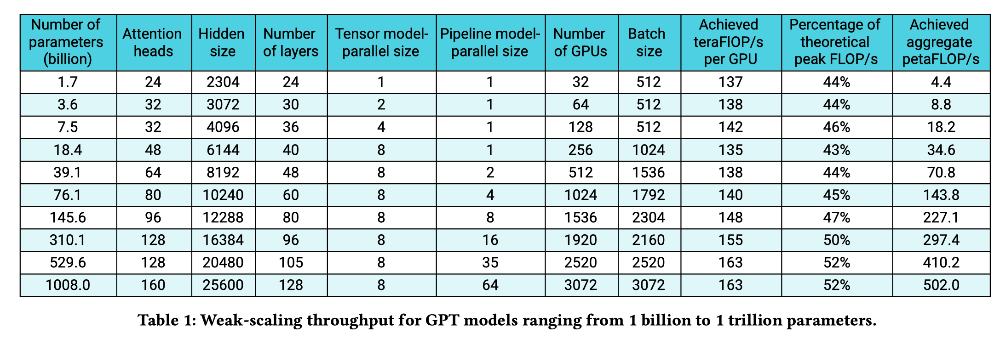 Number of parameters (billion) Attention heads Hidden size Number of layers Tensor model-parallel size Pipeline model-parallel size Number of GPUs Batch size Achieved teraFlOP/s per GPU Percentage of theoretical peak FLOP/s Achieved aggregate petaFLOP/s
1.7 24 2304 24 1 1 32 512 137 44% 4.4
3.6 32 3072 30 2 1 64 512 138 44% 8.8
7.5 32 4096 36 4 1 128 512 142 46% 18.2
18.4 48 6144 40 8 1 256 1024 135 43% 34.6
39.1 64 8192 48 8 2 512 1536 138 44% 70.8
76.1 80 10240 60 8 4 1024 1792 140 45% 143.8
145.6 96 12288 80 8 8 1536 2304 148 47% 227.1
310.1 128 16384 96 8 16 1920 2160 155 50% 297.4
529.6 128 20480 105 8 35 2520 2520 163 52% 410.2
1008.0 160 25600 128 8 64 3072 3072 163 52% 502.0
Table 1: Weak-scaling throughput for GPT models ranging from 1 billion to 1 trillion parameters.